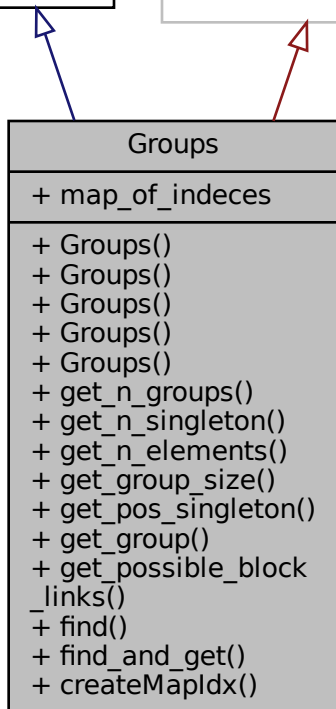 Groups
+ map_of_indeces
+ Groups()
+ Groups()
+ Groups()
+ Groups()
+ Groups()
+ get_n_groups()
+ get_n_singleton()
+ get_n_elements()
+ get_group_size()
+ get_pos_singleton()
+ get_group()
+ get_possible_block
_links()
+ find()
+ find_and_get()
+ createMapIdx()